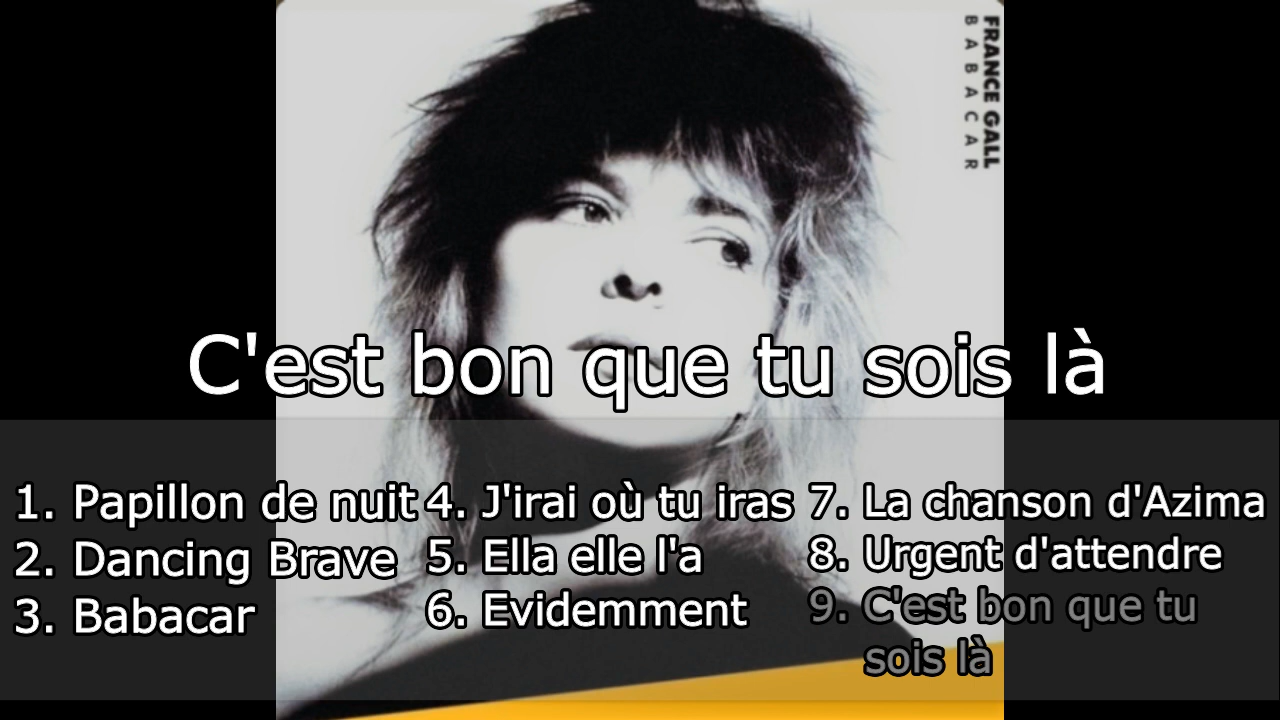 FRANCE GALL
BABACAR
C'est bon que tu sois là
1. Papillon de nuit
2. Dancing Brave
3. Babacar
4. J'irai où tu iras
5. Ella elle l'a
6. Evidemment
7. La chanson d'Azima
8. Urgent d'attendre
9. C'est bon que tu
sois là